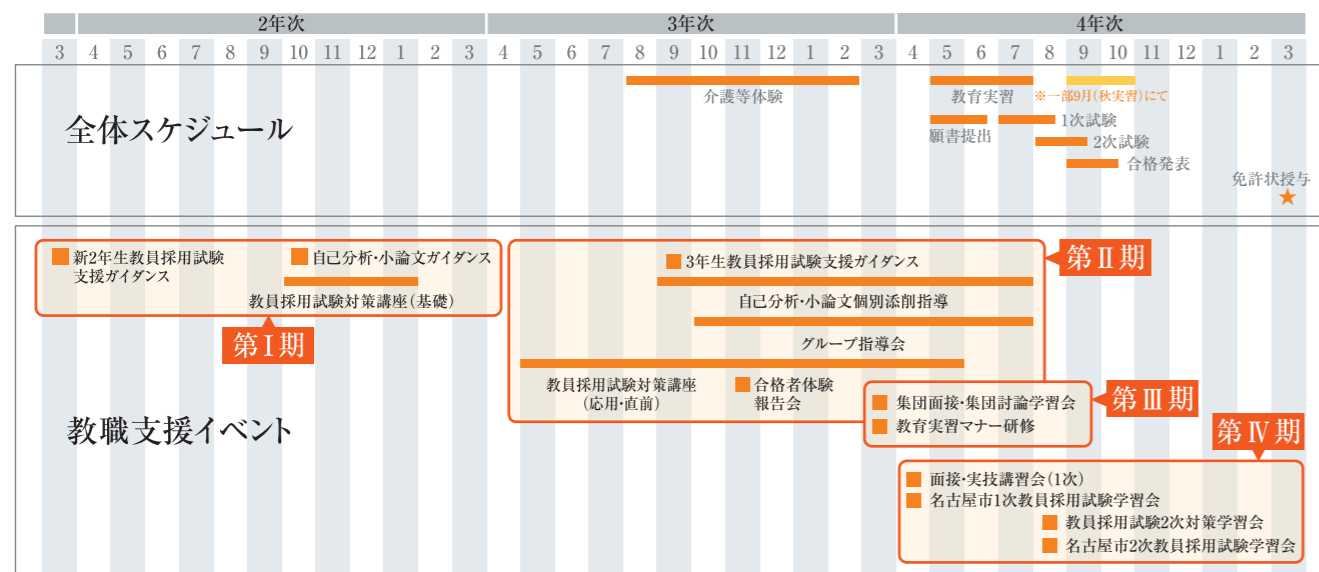 2年次 3年次 4年次
3 4 5 6 7 8 9 10 11 12 1 2 3 4 5 6 7 8 9 10 11 12 1 2 3 4 5 6 7 8 9 10 11 12 1 2 3
全体スケジュール
介護等体験
教育実習
※一部9月(秋実習)にて
願書提出
1次試験
2次試験
合格発表
免許状授与
教職支援イベント
新2年生教員採用試験
支援ガイダンス
自己分析・小論文ガイダンス
教員採用試験対策講座(基礎)
第Ⅰ期
3年生教員採用試験支援ガイダンス
自己分析・小論文個別添削指導
グループ指導会
教員採用試験対策講座
(応用・直前)
合格者体験
報告会
第Ⅱ期
集団面接・集団討論学習会
教育実習マナー研修
第Ⅲ期
面接・実技講習会(1次)
名古屋市1次教員採用試験学習会
教員採用試験2次対策学習会
名古屋市2次教員採用試験学習会
第Ⅳ期